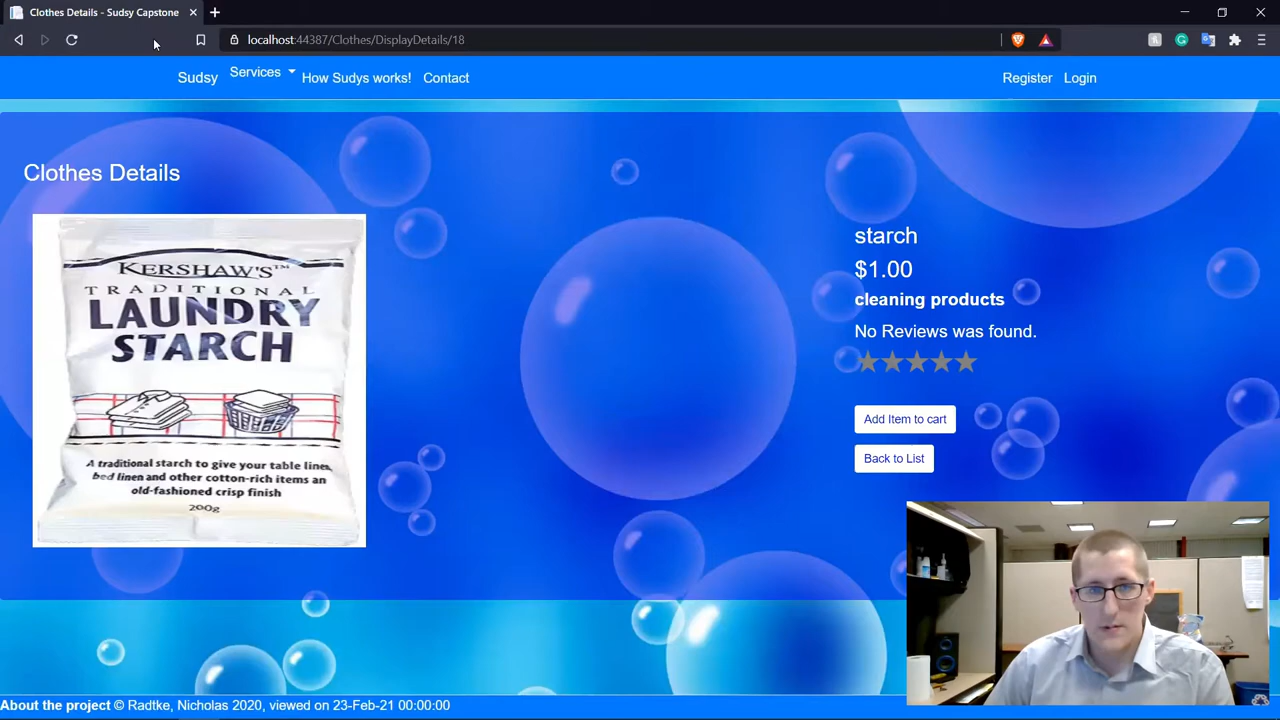 Clothes Details - Sudsy Capstone
localhost:44387/Clothes/DisplayDetails/18
Sudsy Services How Sudys works! Contact Register Login
Clothes Details
KERSHAW'S™
TRADITIONAL
LAUNDRY
STARCH
A traditional starch to give your table linen,
bed linen and other cotton-rich items an
old-fashioned crisp finish
200g
starch
$1.00
cleaning products
No Reviews was found.
Add Item to cart
Back to List
About the project © Radtke, Nicholas 2020, viewed on 23-Feb-21 00:00:00